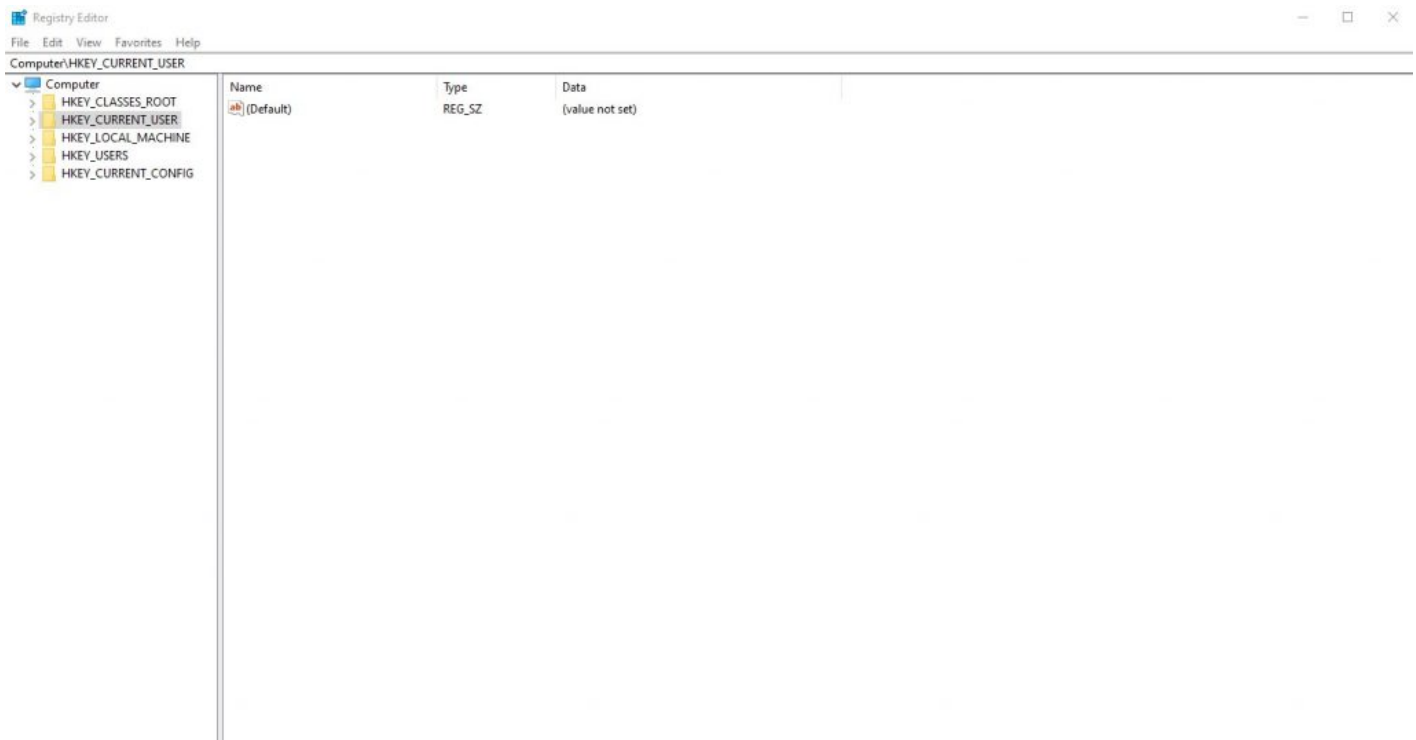 Registry Editor
File Edit View Favorites Help
Computer\HKEY_CURRENT_USER
Computer
HKEY_CLASSES_ROOT
HKEY_CURRENT_USER
HKEY_LOCAL_MACHINE
HKEY_USERS
HKEY_CURRENT_CONFIG
Name Type Data
ab (Default) REG_SZ (value not set)